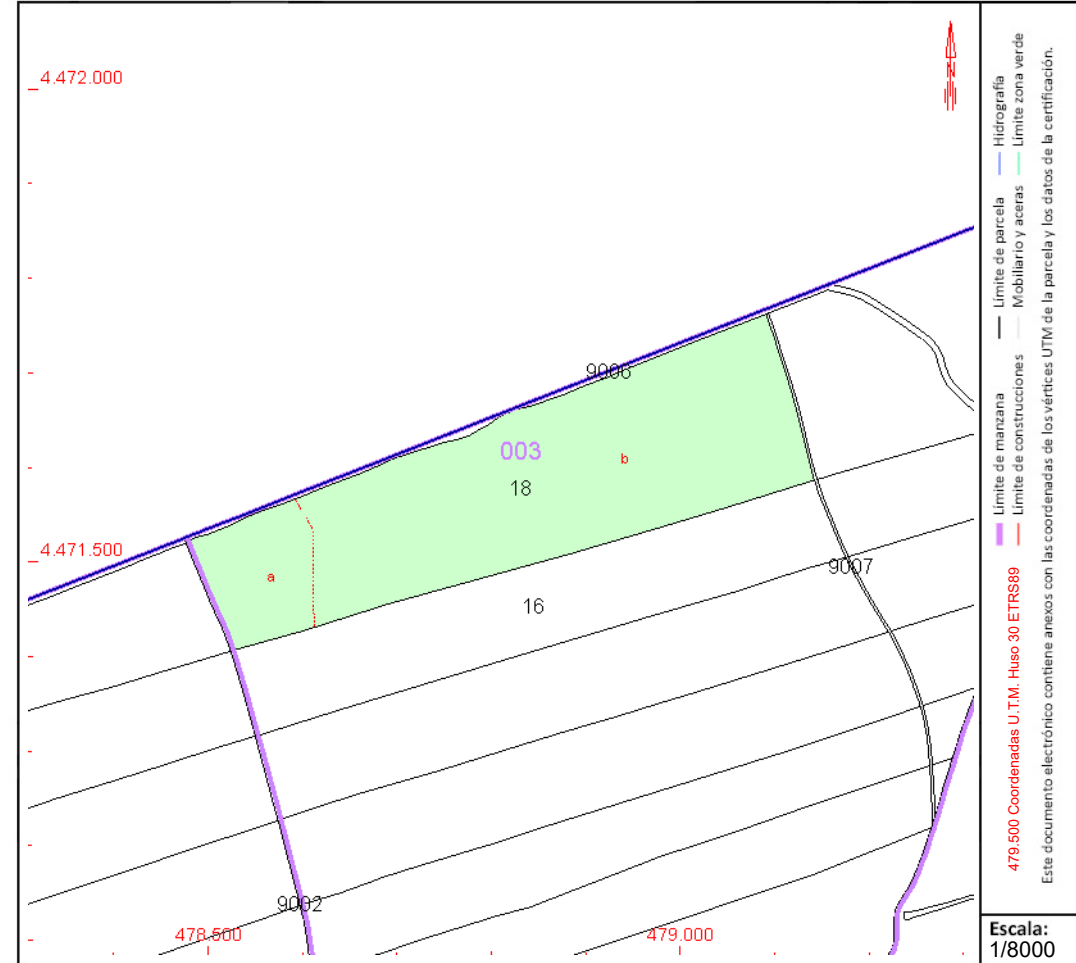 4.472.000
N
9006
003
b
18
4.471.500
a
9007
16
9002
478.500
479.000
Límite de manzana
Límite de parcela
Hidrografía
479.500 Coordenadas U.T.M. Huso 30 ETRS89
Límite de construcciones
Mobiliario y aceras
Límite zona verde
Este documento electrónico contiene anexos con las coordenadas de los vértices UTM de la parcela y los datos de la certificación.
Escala:
1/8000